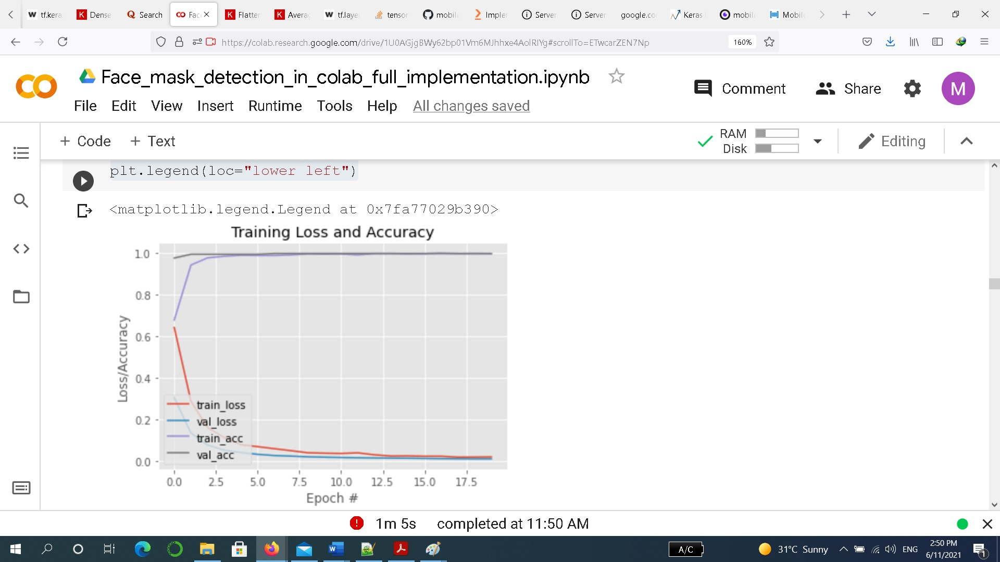 tf.kera
Dense
Search
Fac
Flatter
Avera
tf.laye
tensor
mobil
Impler
Server
Server
google.co
Keras
mobil
Mobil
https://colab.research.google.com/drive/1U0AGjgBWy62bp01Vm6MJhhxe4AolRIYg#scrollTo=ETwcarZEN7Np
160%
Face_mask_detection_in_colab_full_implementation.ipynb
Comment
Share
M
File Edit View Insert Runtime Tools Help All changes saved
+ Code + Text
RAM
Disk
Editing
plt.legend(loc="lower left")
<matplotlib.legend.Legend at 0x7fa77029b390>
Training Loss and Accuracy
1.0
0.8
0.6
0.4
0.2
0.0
Loss/Accuracy
train_loss
val_loss
train_acc
val_acc
0.0 2.5 5.0 7.5 10.0 12.5 15.0 17.5
Epoch #
1m 5s completed at 11:50 AM
A/C
31°C Sunny
ENG
2:50 PM
6/11/2021
1